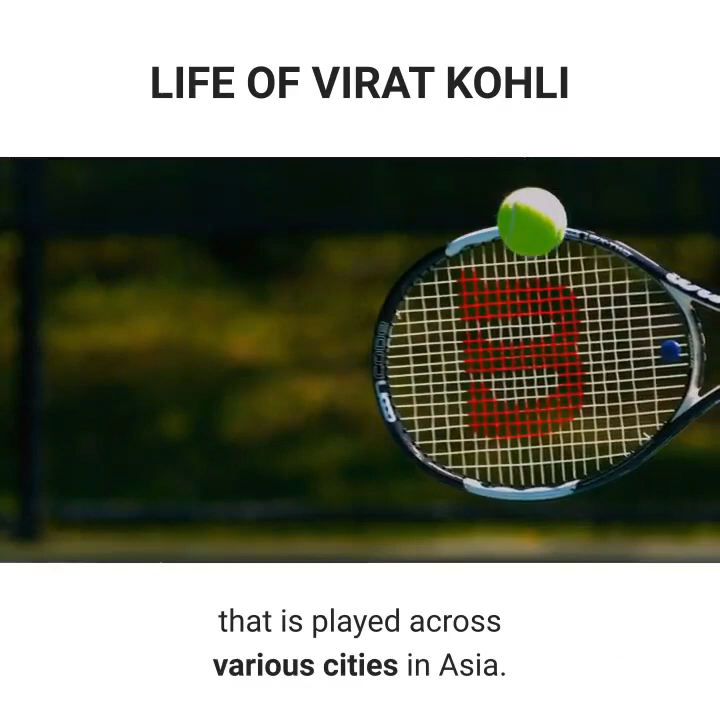 LIFE OF VIRAT KOHLI
that is played across
various cities in Asia.